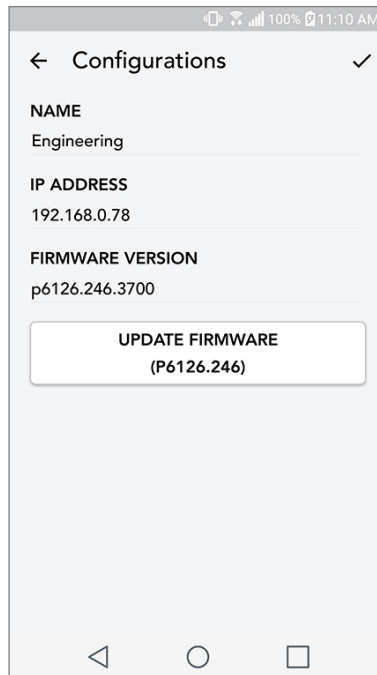 100% 11:10 AM
Configurations
NAME
Engineering
IP ADDRESS
192.168.0.78
FIRMWARE VERSION
p6126.246.3700
UPDATE FIRMWARE
(P6126.246)